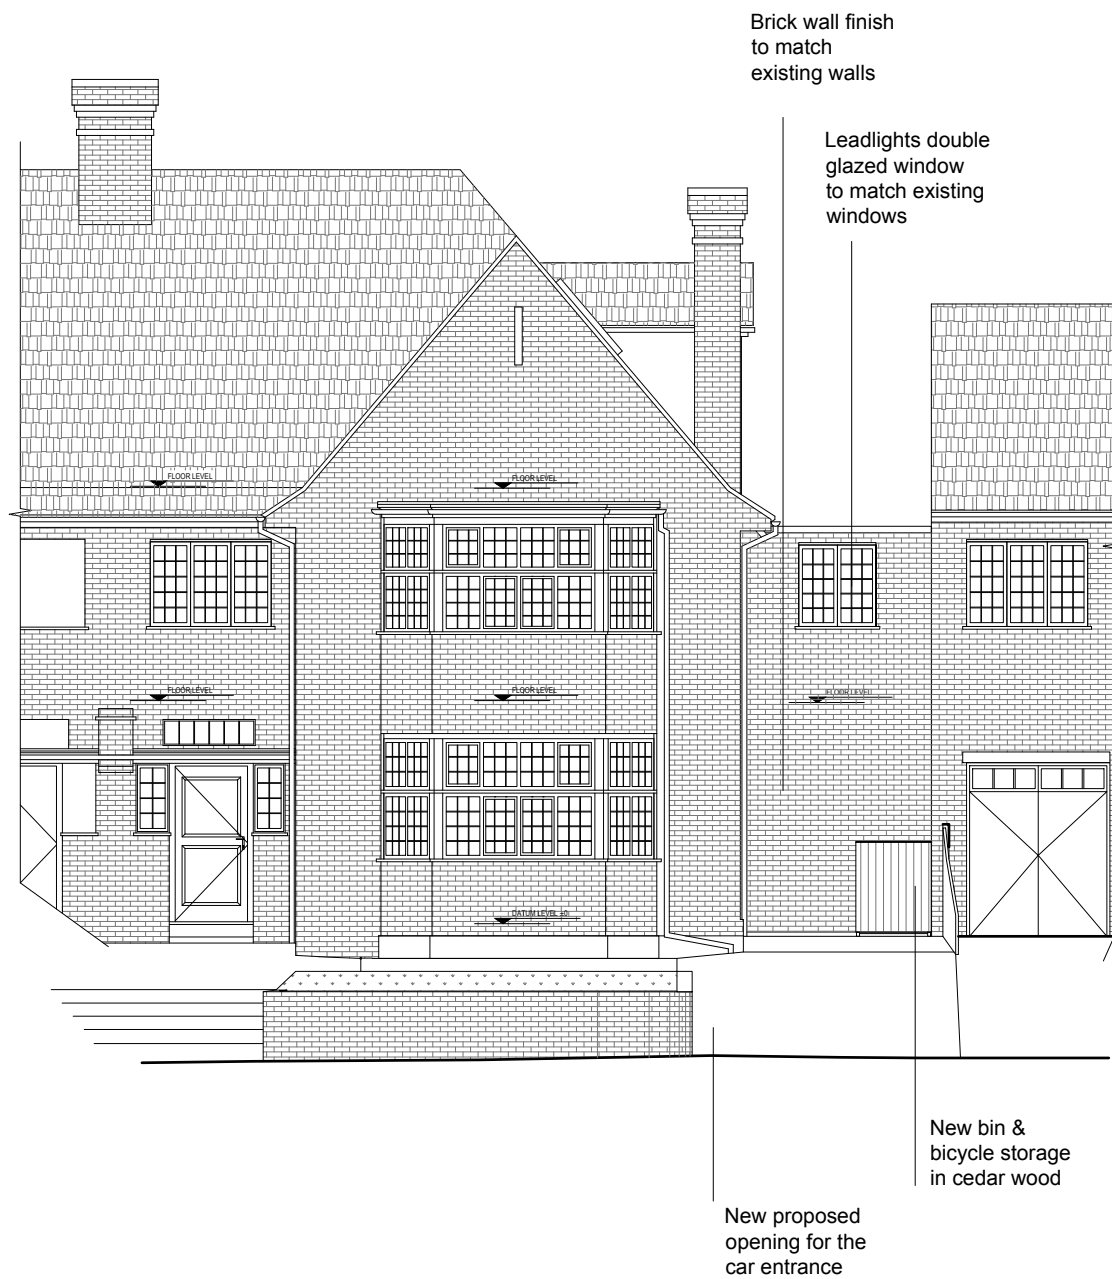 Brick wall finish
to match
existing walls
Leadlights double
glazed window
to match existing
windows
FLOOR LEVEL
FLOOR LEVEL
FLOOR LEVEL
FLOOR LEVEL
FLOOR LEVEL
DATUM LEVEL ±0
New bin &
bicycle storage
in cedar wood
New proposed
opening for the
car entrance